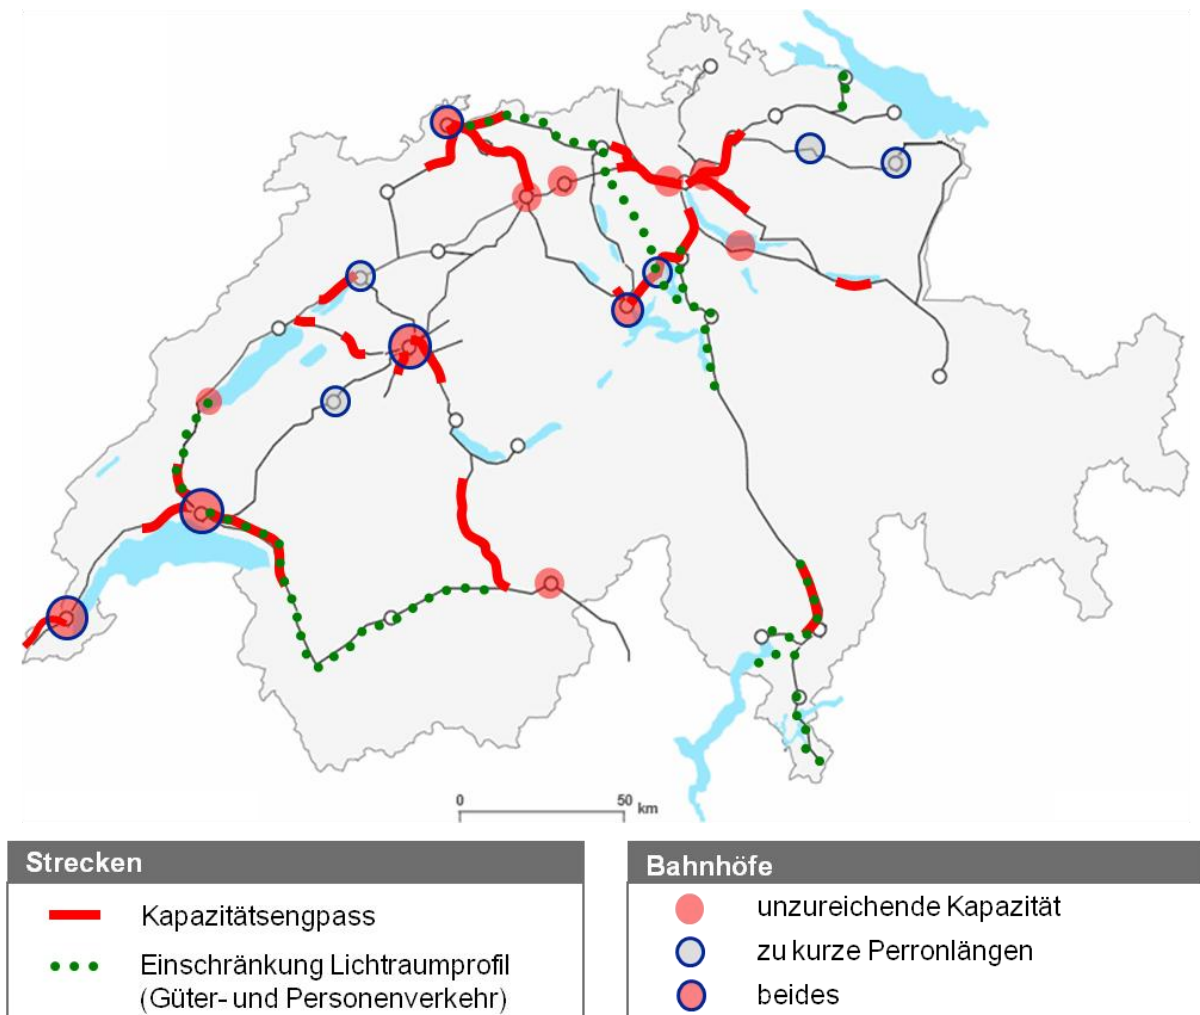 0 50 km
Strecken
Kapazitätsengpass
Einschränkung Lichtraumprofil
(Güter- und Personenverkehr)
Bahnhöfe
unzureichende Kapazität
zu kurze Perronlängen
beides